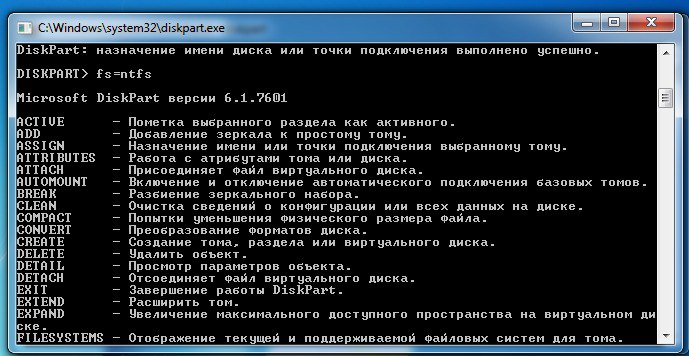 C:\Windows\system32\diskpart.exe
DiskPart: назначение имени диска или точки подключения выполнено успешно.
DISKPART> fs=ntfs
Microsoft DiskPart версии 6.1.7601
ACTIVE - Пометка выбранного раздела как активного.
ADD - Добавление зеркала к простому тому.
ASSIGN - Назначение имени или точки подключения выбранному тому.
ATTRIBUTES - Работа с атрибутами тома или диска.
ATTACH - Присоединяет файл виртуального диска.
AUTOMOUNT - Включение и отключение автоматического подключения базовых томов.
BREAK - Разбиение зеркального набора.
CLEAN - Очистка сведений о конфигурации или всех данных на диске.
COMPACT - Попытки уменьшения физического размера файла.
CONVERT - Преобразование форматов диска.
CREATE - Создание тома, раздела или виртуального диска.
DELETE - Удалить объект.
DETAIL - Просмотр параметров объекта.
DETACH - Отсоединяет файл виртуального диска.
EXIT - Завершение работы DiskPart.
EXTEND - Расширить том.
EXPAND - Увеличение максимального доступного пространства на виртуальном ди
ске.
FILESYSTEMS - Отображение текущей и поддерживаемой файловых систем для тома.